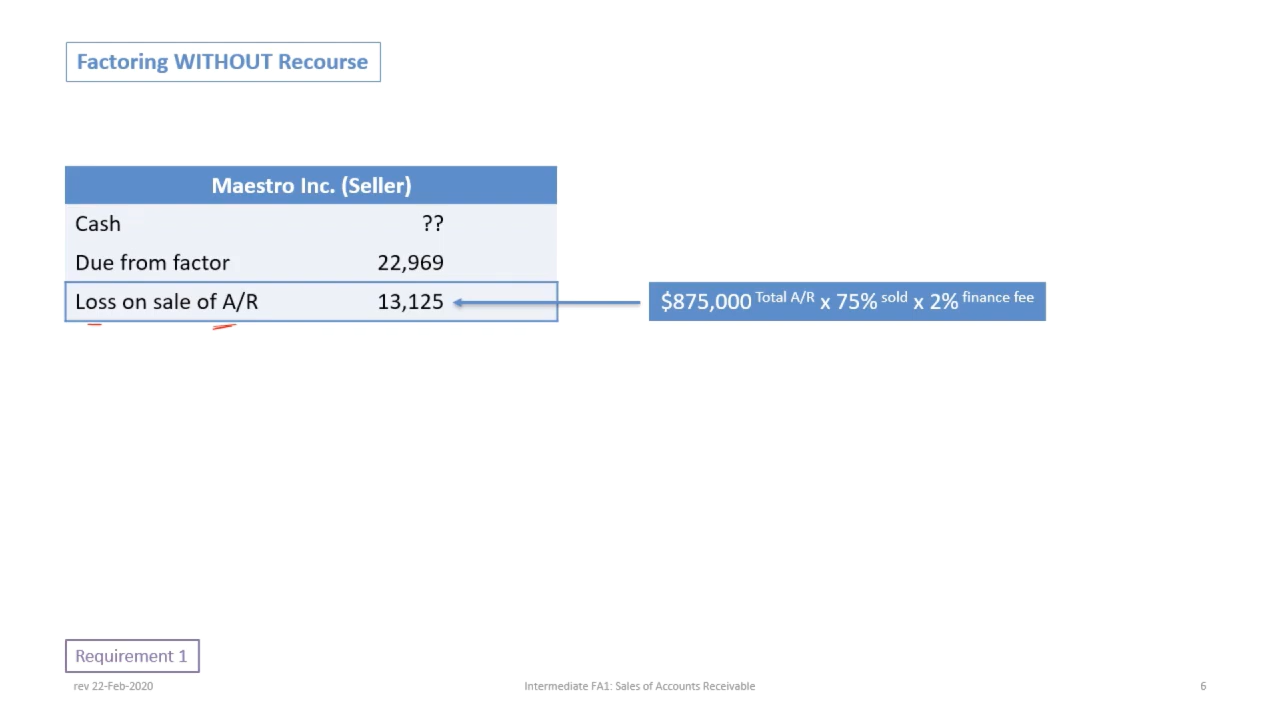 Factoring WITHOUT Recourse
Maestro Inc. (Seller)
Cash ??
Due from factor 22,969
Loss on sale of A/R 13,125
$875,000 Total A/R x 75% sold x 2% finance fee
Requirement 1
rev 22-Feb-2020
Intermediate FA1: Sales of Accounts Receivable
6